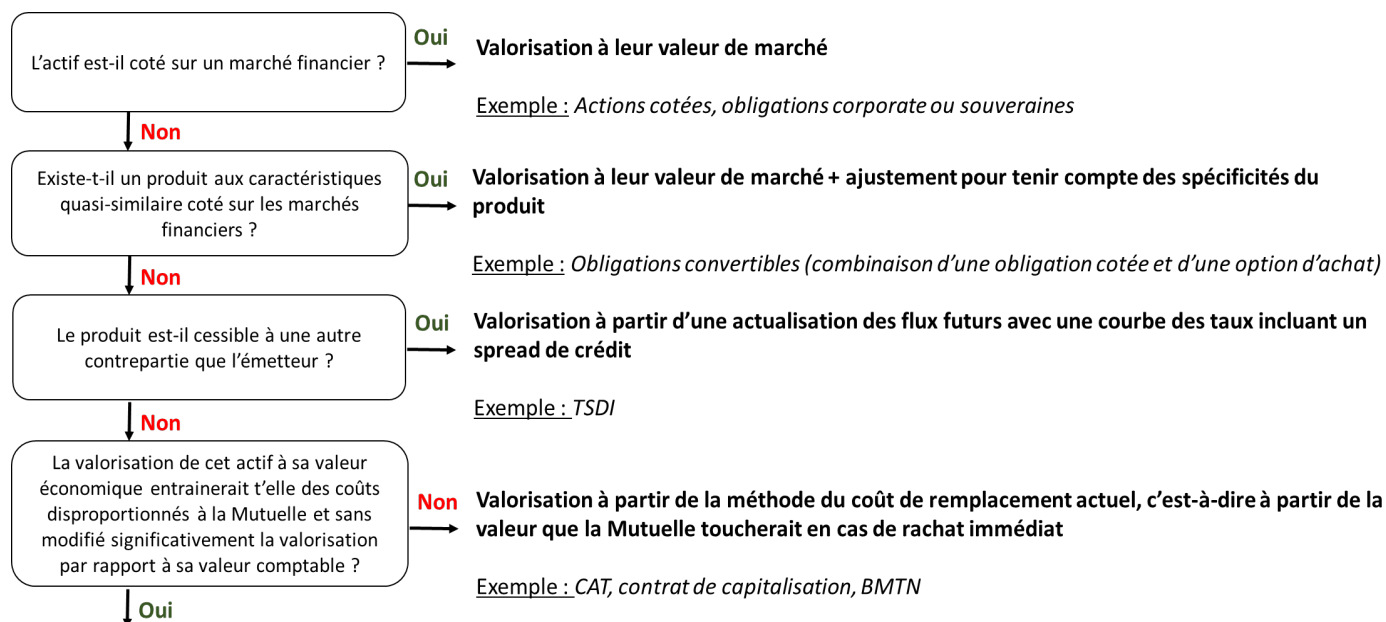 L’actif est-il coté sur un marché financier ?
Oui
Valorisation à leur valeur de marché
Exemple : Actions cotées, obligations corporate ou souveraines
Non
Existe-t-il un produit aux caractéristiques
quasi-similaire coté sur les marchés
financiers ?
Oui
Valorisation à leur valeur de marché + ajustement pour tenir compte des spécificités du
produit
Exemple : Obligations convertibles (combinaison d’une obligation cotée et d’une option d’achat)
Non
Le produit est-il cessible à une autre
contrepartie que l’émetteur ?
Oui
Valorisation à partir d’une actualisation des flux futurs avec une courbe des taux incluant un
spread de crédit
Exemple : TSDI
Non
La valorisation de cet actif à sa valeur
économique entrainerait t’elle des coûts
disproportionnés à la Mutuelle et sans
modifié significativement la valorisation
par rapport à sa valeur comptable ?
Non
Valorisation à partir de la méthode du coût de remplacement actuel, c’est-à-dire à partir de la
valeur que la Mutuelle toucherait en cas de rachat immédiat
Exemple : CAT, contrat de capitalisation, BMTN
Oui